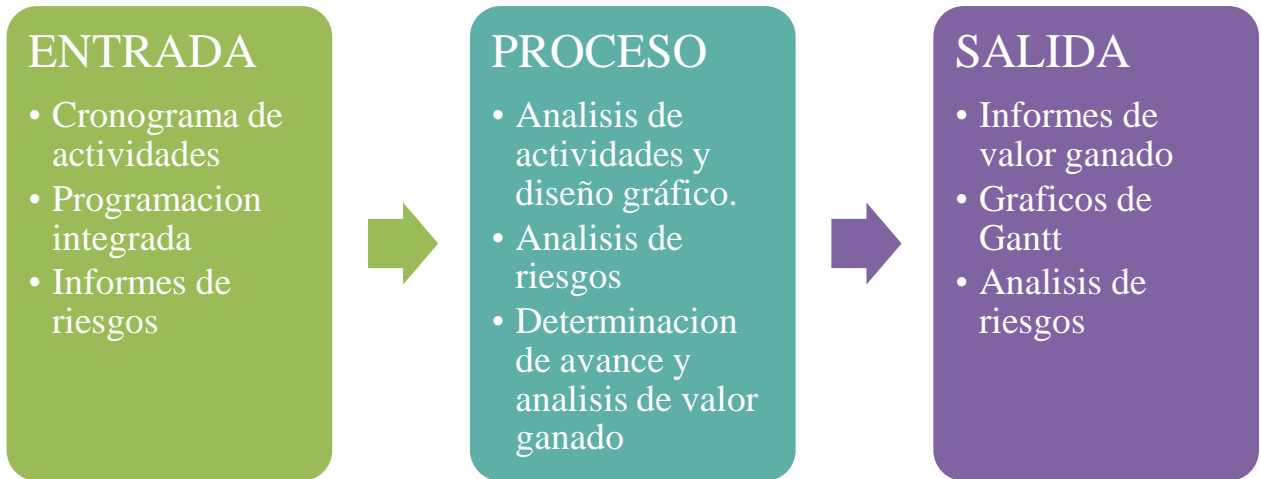 ENTRADA
• Cronograma de
actividades
• Programacion
integrada
• Informes de
riesgos
PROCESO
• Analisis de
actividades y
diseño gráfico.
• Analisis de
riesgos
• Determinacion
de avance y
analisis de valor
ganado
SALIDA
• Informes de
valor ganado
• Graficos de
Gantt
• Analisis de
riesgos